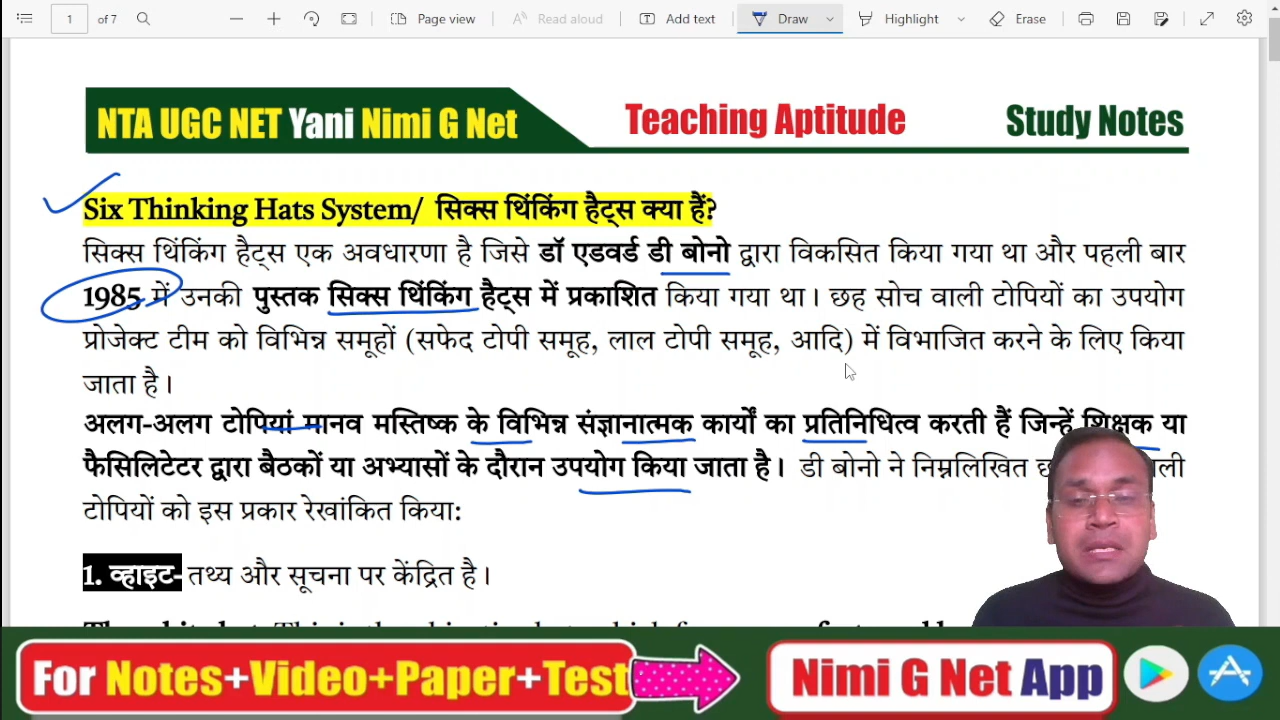 1 of 7 Page view Read aloud Add text Draw Highlight Erase
NTA UGC NET Yani Nimi G Net Teaching Aptitude Study Notes
Six Thinking Hats System/ सिक्स थिंकिंग हैट्स क्या हैं?
सिक्स थिंकिंग हैट्स एक अवधारणा है जिसे डॉ एडवर्ड डी बोनो द्वारा विकसित किया गया था और पहली बार
1985 में उनकी पुस्तक सिक्स थिंकिंग हैट्स में प्रकाशित किया गया था। छह सोच वाली टोपियों का उपयोग
प्रोजेक्ट टीम को विभिन्न समूहों (सफेद टोपी समूह, लाल टोपी समूह, आदि) में विभाजित करने के लिए किया
जाता है।
अलग-अलग टोपियां मानव मस्तिष्क के विभिन्न संज्ञानात्मक कार्यों का प्रतिनिधित्व करती हैं जिन्हें शिक्षक या
फैसिलिटेटर द्वारा बैठकों या अभ्यासों के दौरान उपयोग किया जाता है। डी बोनो ने निम्नलिखित
टोपियों को इस प्रकार रेखांकित किया:
1. व्हाइट- तथ्य और सूचना पर केंद्रित है।
For Notes+Video+Paper+Test Nimi G Net App